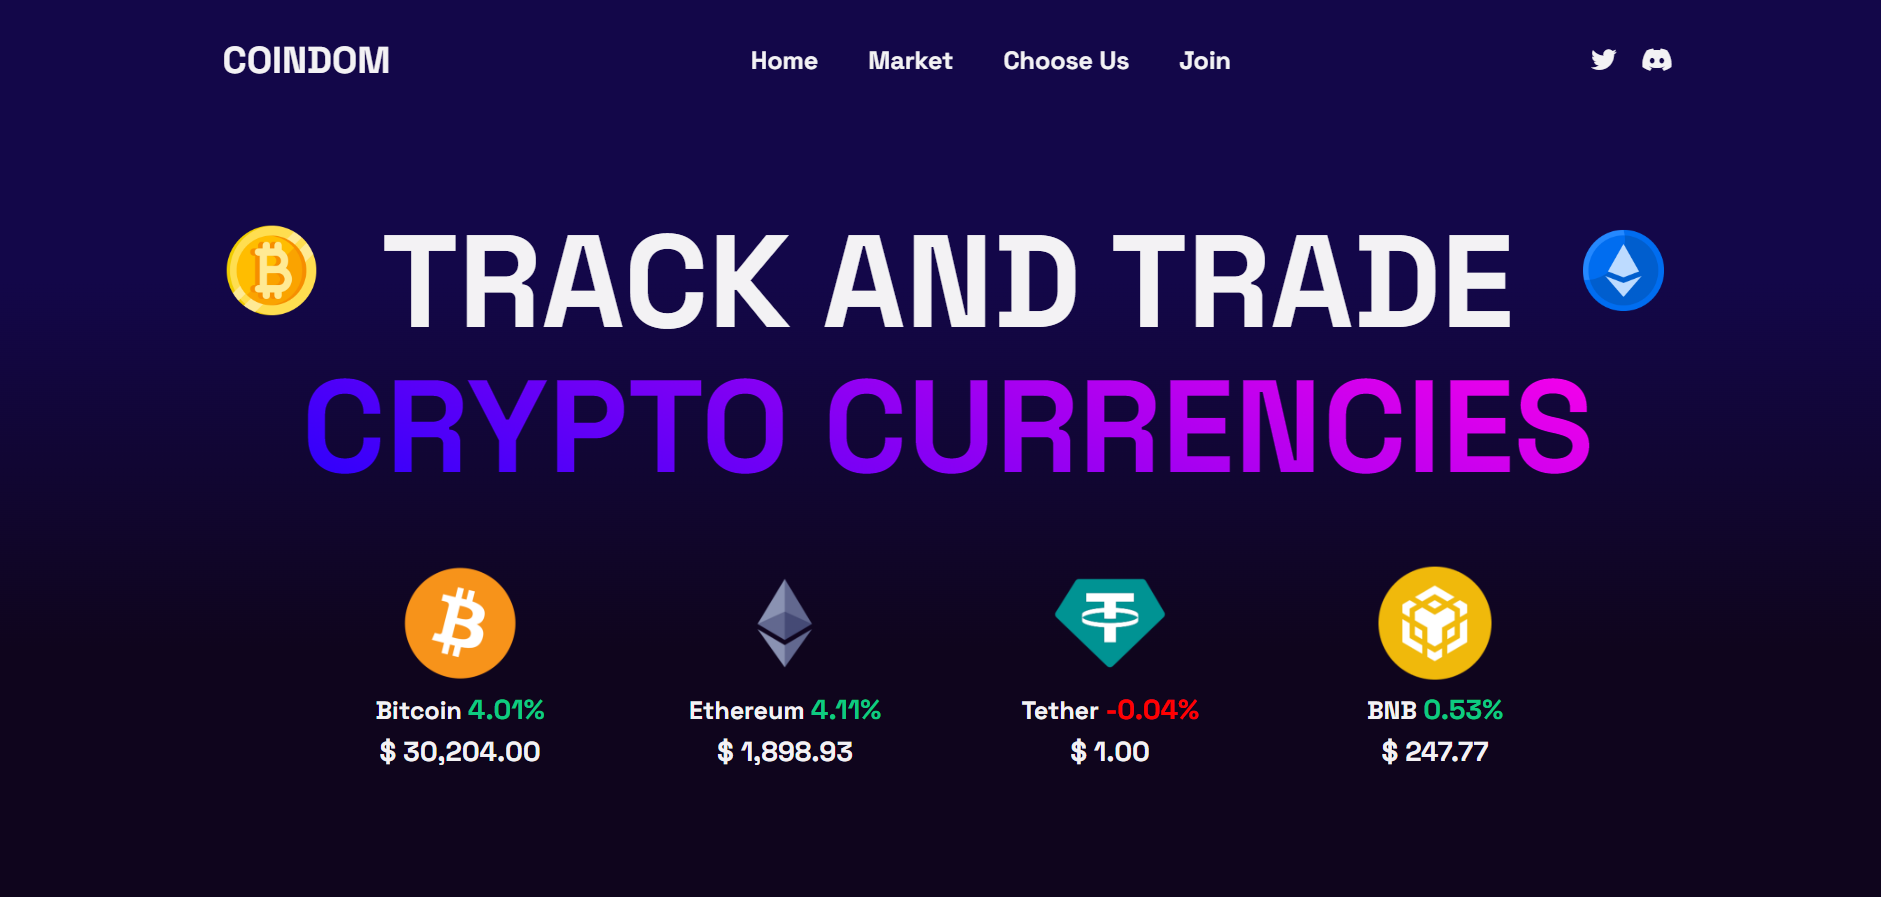 COINDOM
Home Market Choose Us Join
TRACK AND TRADE
CRYPTO CURRENCIES
Bitcoin 4.01%
$ 30,204.00
Ethereum 4.11%
$ 1,898.93
Tether -0.04%
$ 1.00
BNB 0.53%
$ 247.77